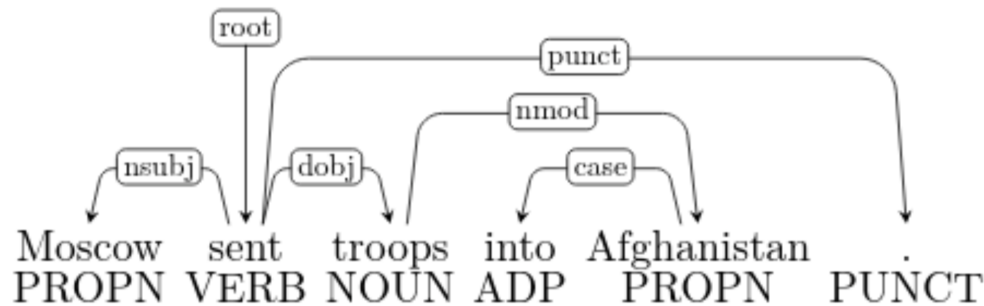 root
punct
nmod
nsubj dobj case
Moscow sent troops into Afghanistan .
PROPN VERB NOUN ADP PROPN PUNCT